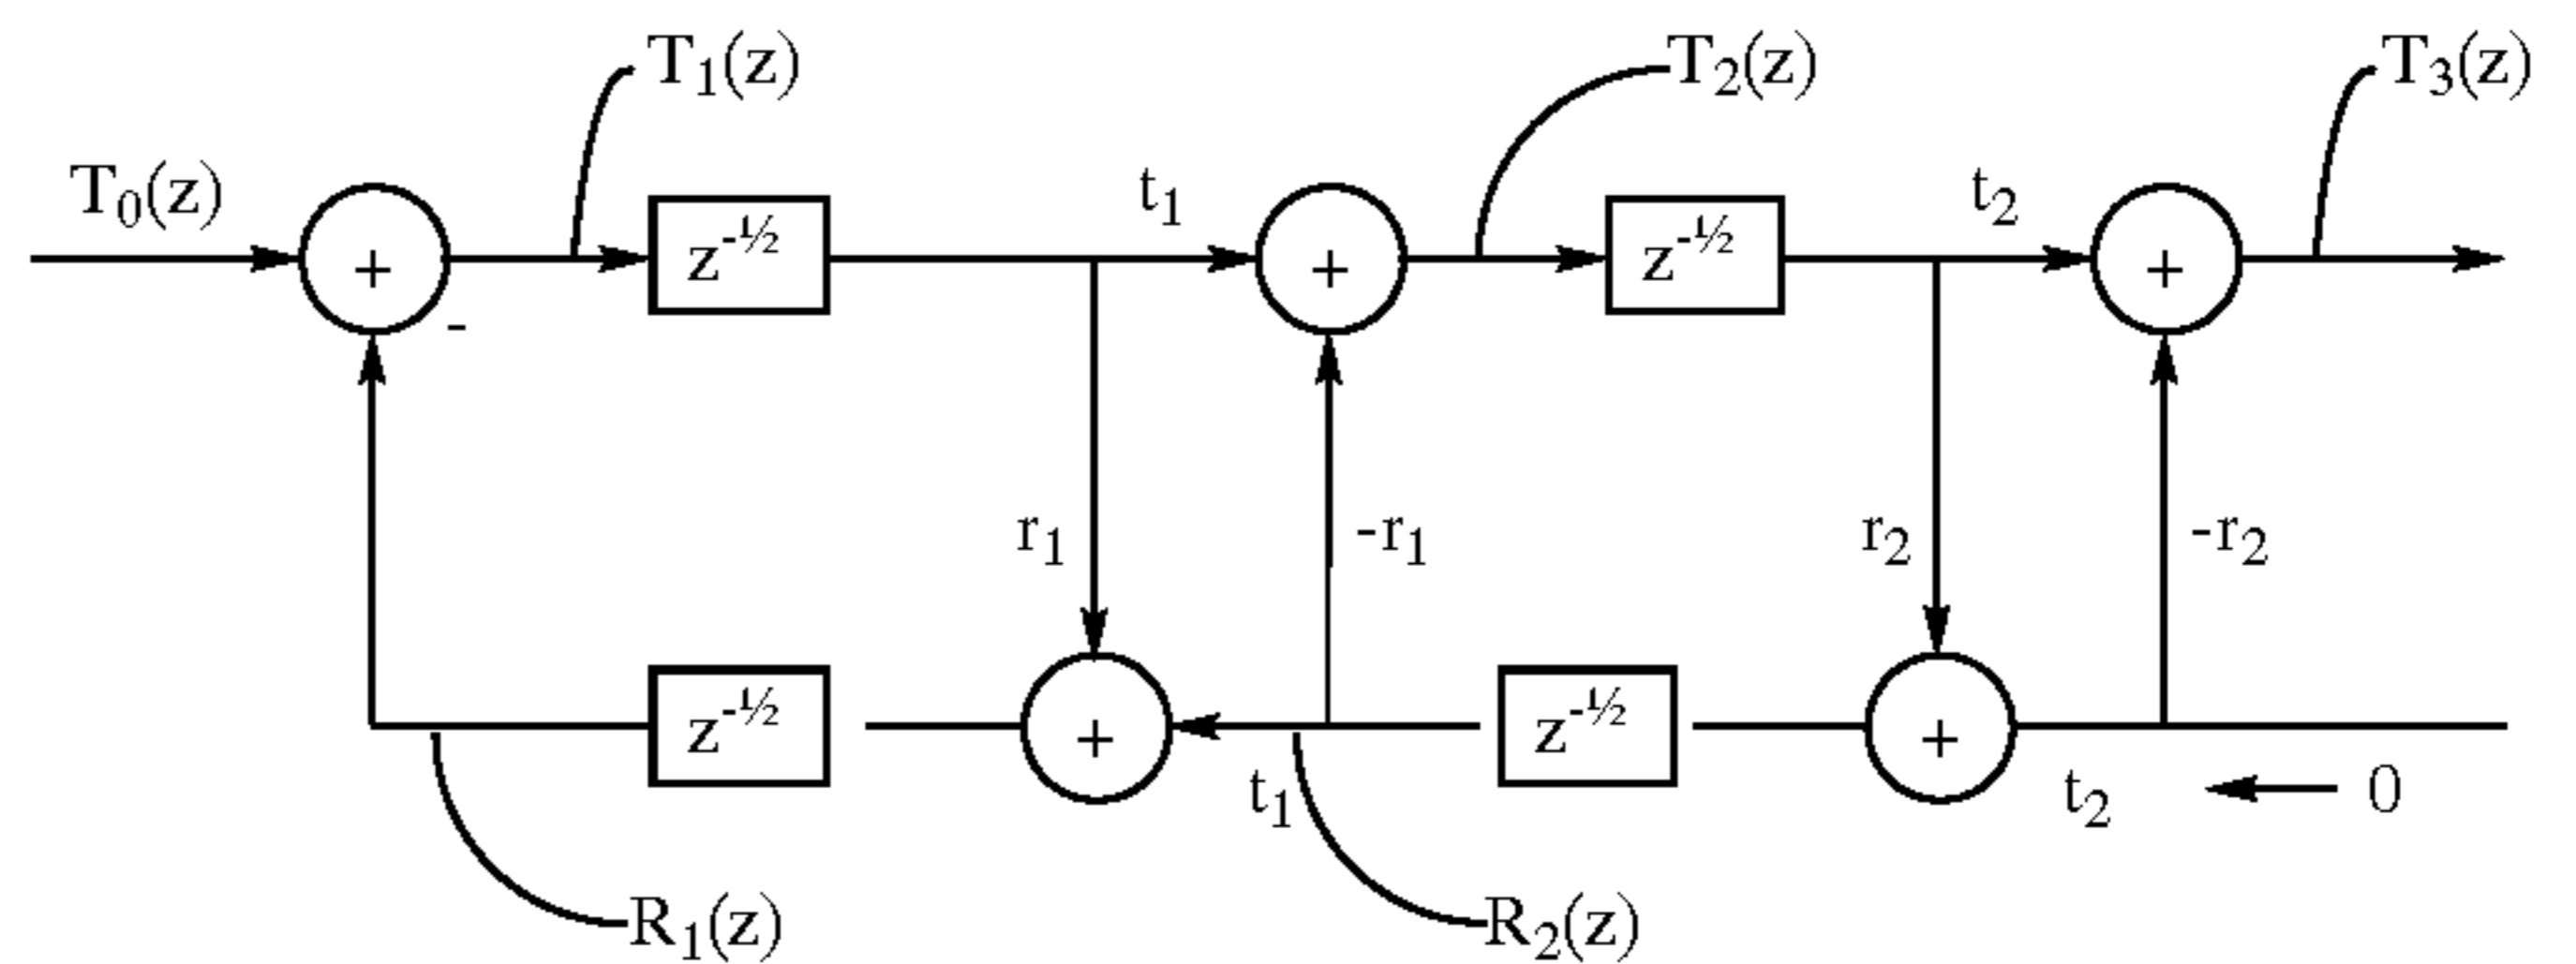 T₁(z)
T₂(z)
T₃(z)
T₀(z)
t₁
t₂
+
z⁻½
+
z⁻½
+
-
r₁
-r₁
r₂
-r₂
z⁻½
+
z⁻½
+
t₁
t₂
0
R₁(z)
R₂(z)